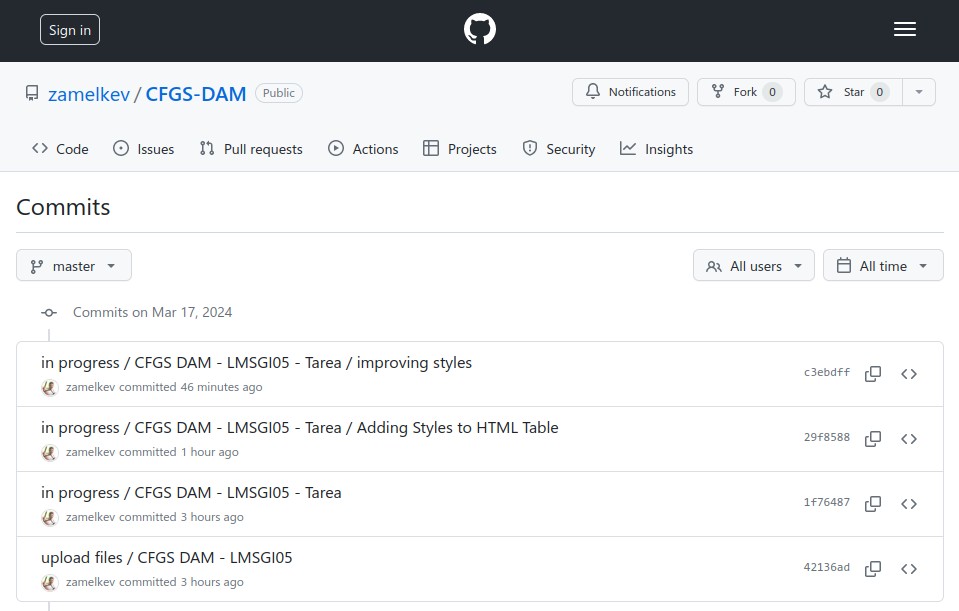 Sign in
zamelkev / CFGS-DAM Public
Notifications Fork 0 Star 0
Code Issues Pull requests Actions Projects Security Insights
Commits
master All users All time
Commits on Mar 17, 2024
in progress / CFGS DAM - LMSGI05 - Tarea / improving styles
c3ebdff
zamelkev committed 46 minutes ago
in progress / CFGS DAM - LMSGI05 - Tarea / Adding Styles to HTML Table
29f8588
zamelkev committed 1 hour ago
in progress / CFGS DAM - LMSGI05 - Tarea
1f76487
zamelkev committed 3 hours ago
upload files / CFGS DAM - LMSGI05
42136ad
zamelkev committed 3 hours ago